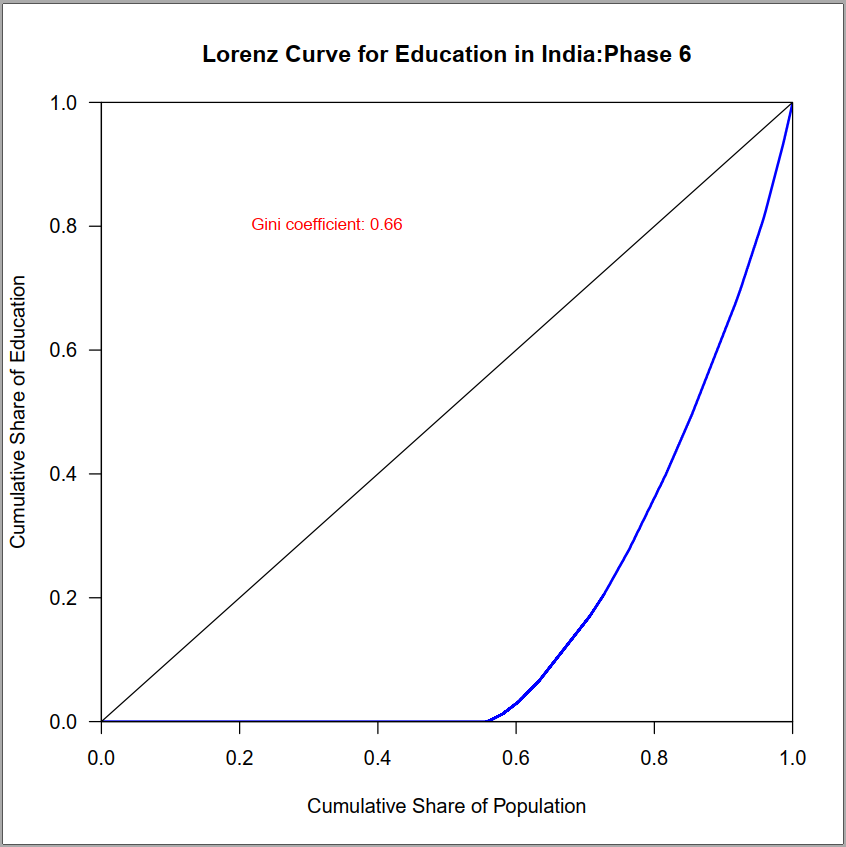 Lorenz Curve for Education in India:Phase 6
1.0
Gini coefficient: 0.66
0.8
0.6
0.4
0.2
0.0
Cumulative Share of Education
0.0 0.2 0.4 0.6 0.8 1.0
Cumulative Share of Population